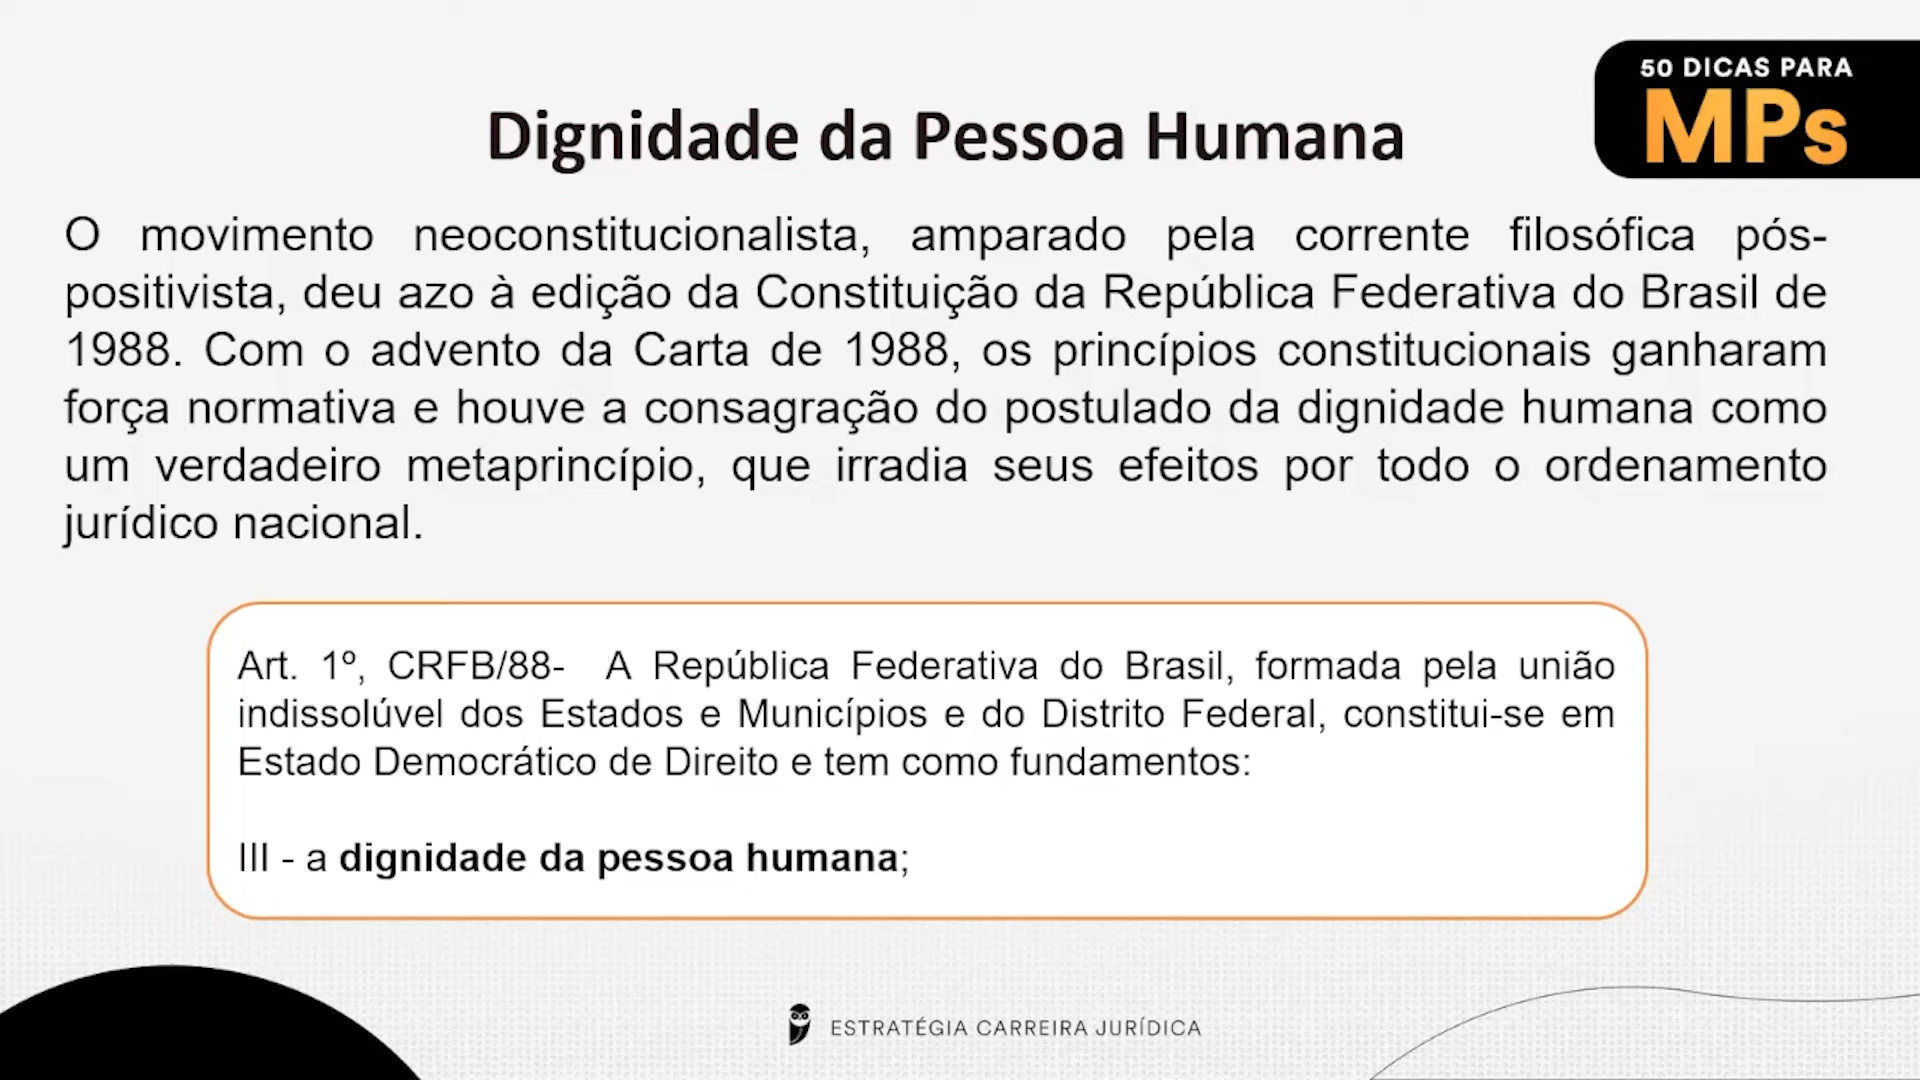 50 DICAS PARA
MPs
Dignidade da Pessoa Humana
O movimento neoconstitucionalista, amparado pela corrente filosófica pós-
positivista, deu azo à edição da Constituição da República Federativa do Brasil de
1988. Com o advento da Carta de 1988, os princípios constitucionais ganharam
força normativa e houve a consagração do postulado da dignidade humana como
um verdadeiro metaprincípio, que irradia seus efeitos por todo o ordenamento
jurídico nacional.
Art. 1º, CRFB/88- A República Federativa do Brasil, formada pela união
indissolúvel dos Estados e Municípios e do Distrito Federal, constitui-se em
Estado Democrático de Direito e tem como fundamentos:
III - a dignidade da pessoa humana;
ESTRATÉGIA CARREIRA JURÍDICA